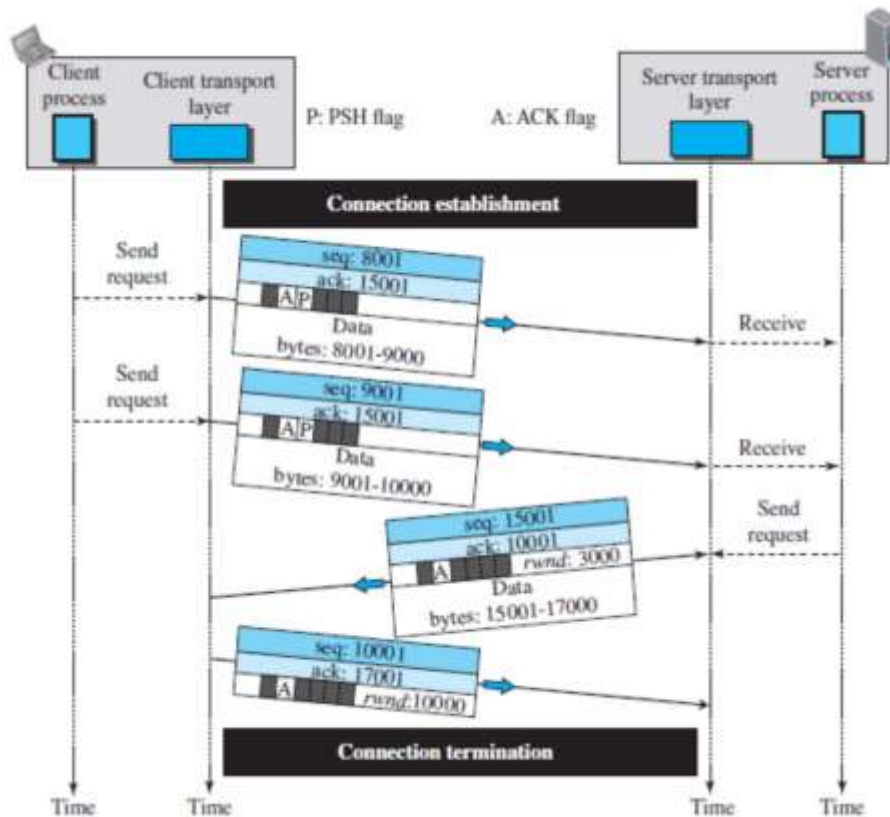 Client
process
Client transport
layer
P: PSH flag
A: ACK flag
Server transport
layer
Server
process
Connection establishment
Send
request
seq: 8001
ack: 15001
A P
Data
bytes: 8001-9000
Receive
Send
request
seq: 9001
ack: 15001
A P
Data
bytes: 9001-10000
Receive
Send
request
seq: 15001
ack: 10001
A
rwnd: 3000
Data
bytes: 15001-17000
seq: 10001
ack: 17001
A
rwnd:10000
Connection termination
Time
Time
Time
Time